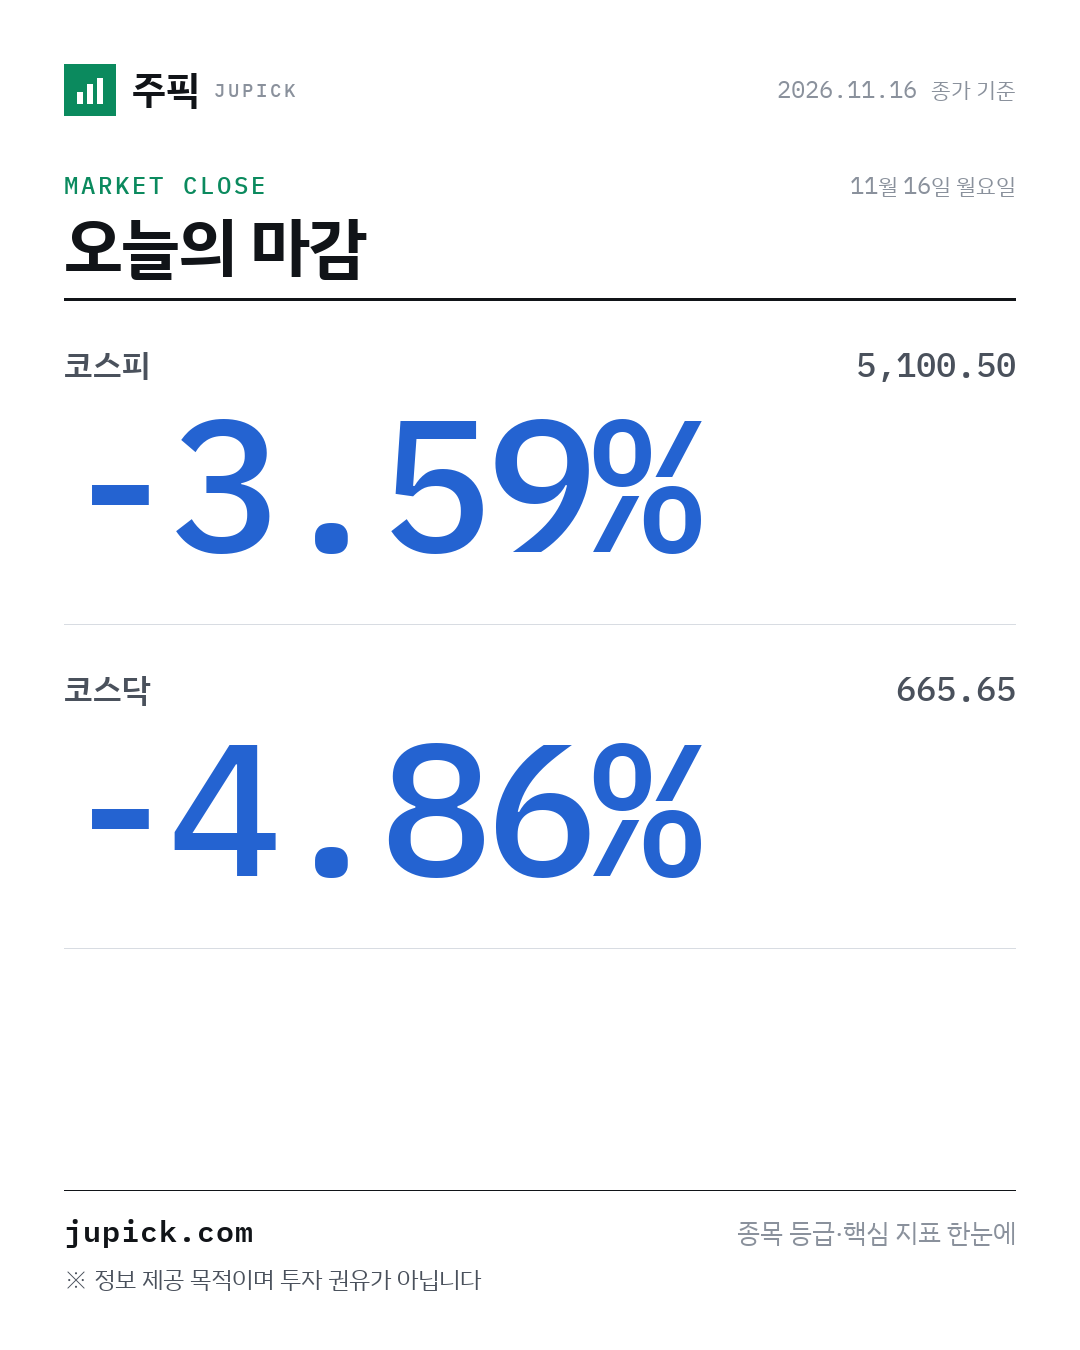 주픽 JUPICK 2026.11.16 종가 기준
MARKET CLOSE 11월 16일 월요일
오늘의 마감
코스피 5,100.50
-3.59%
코스닥 665.65
-4.86%
jupick.com 종목 등급·핵심 지표 한눈에
※ 정보 제공 목적이며 투자 권유가 아닙니다